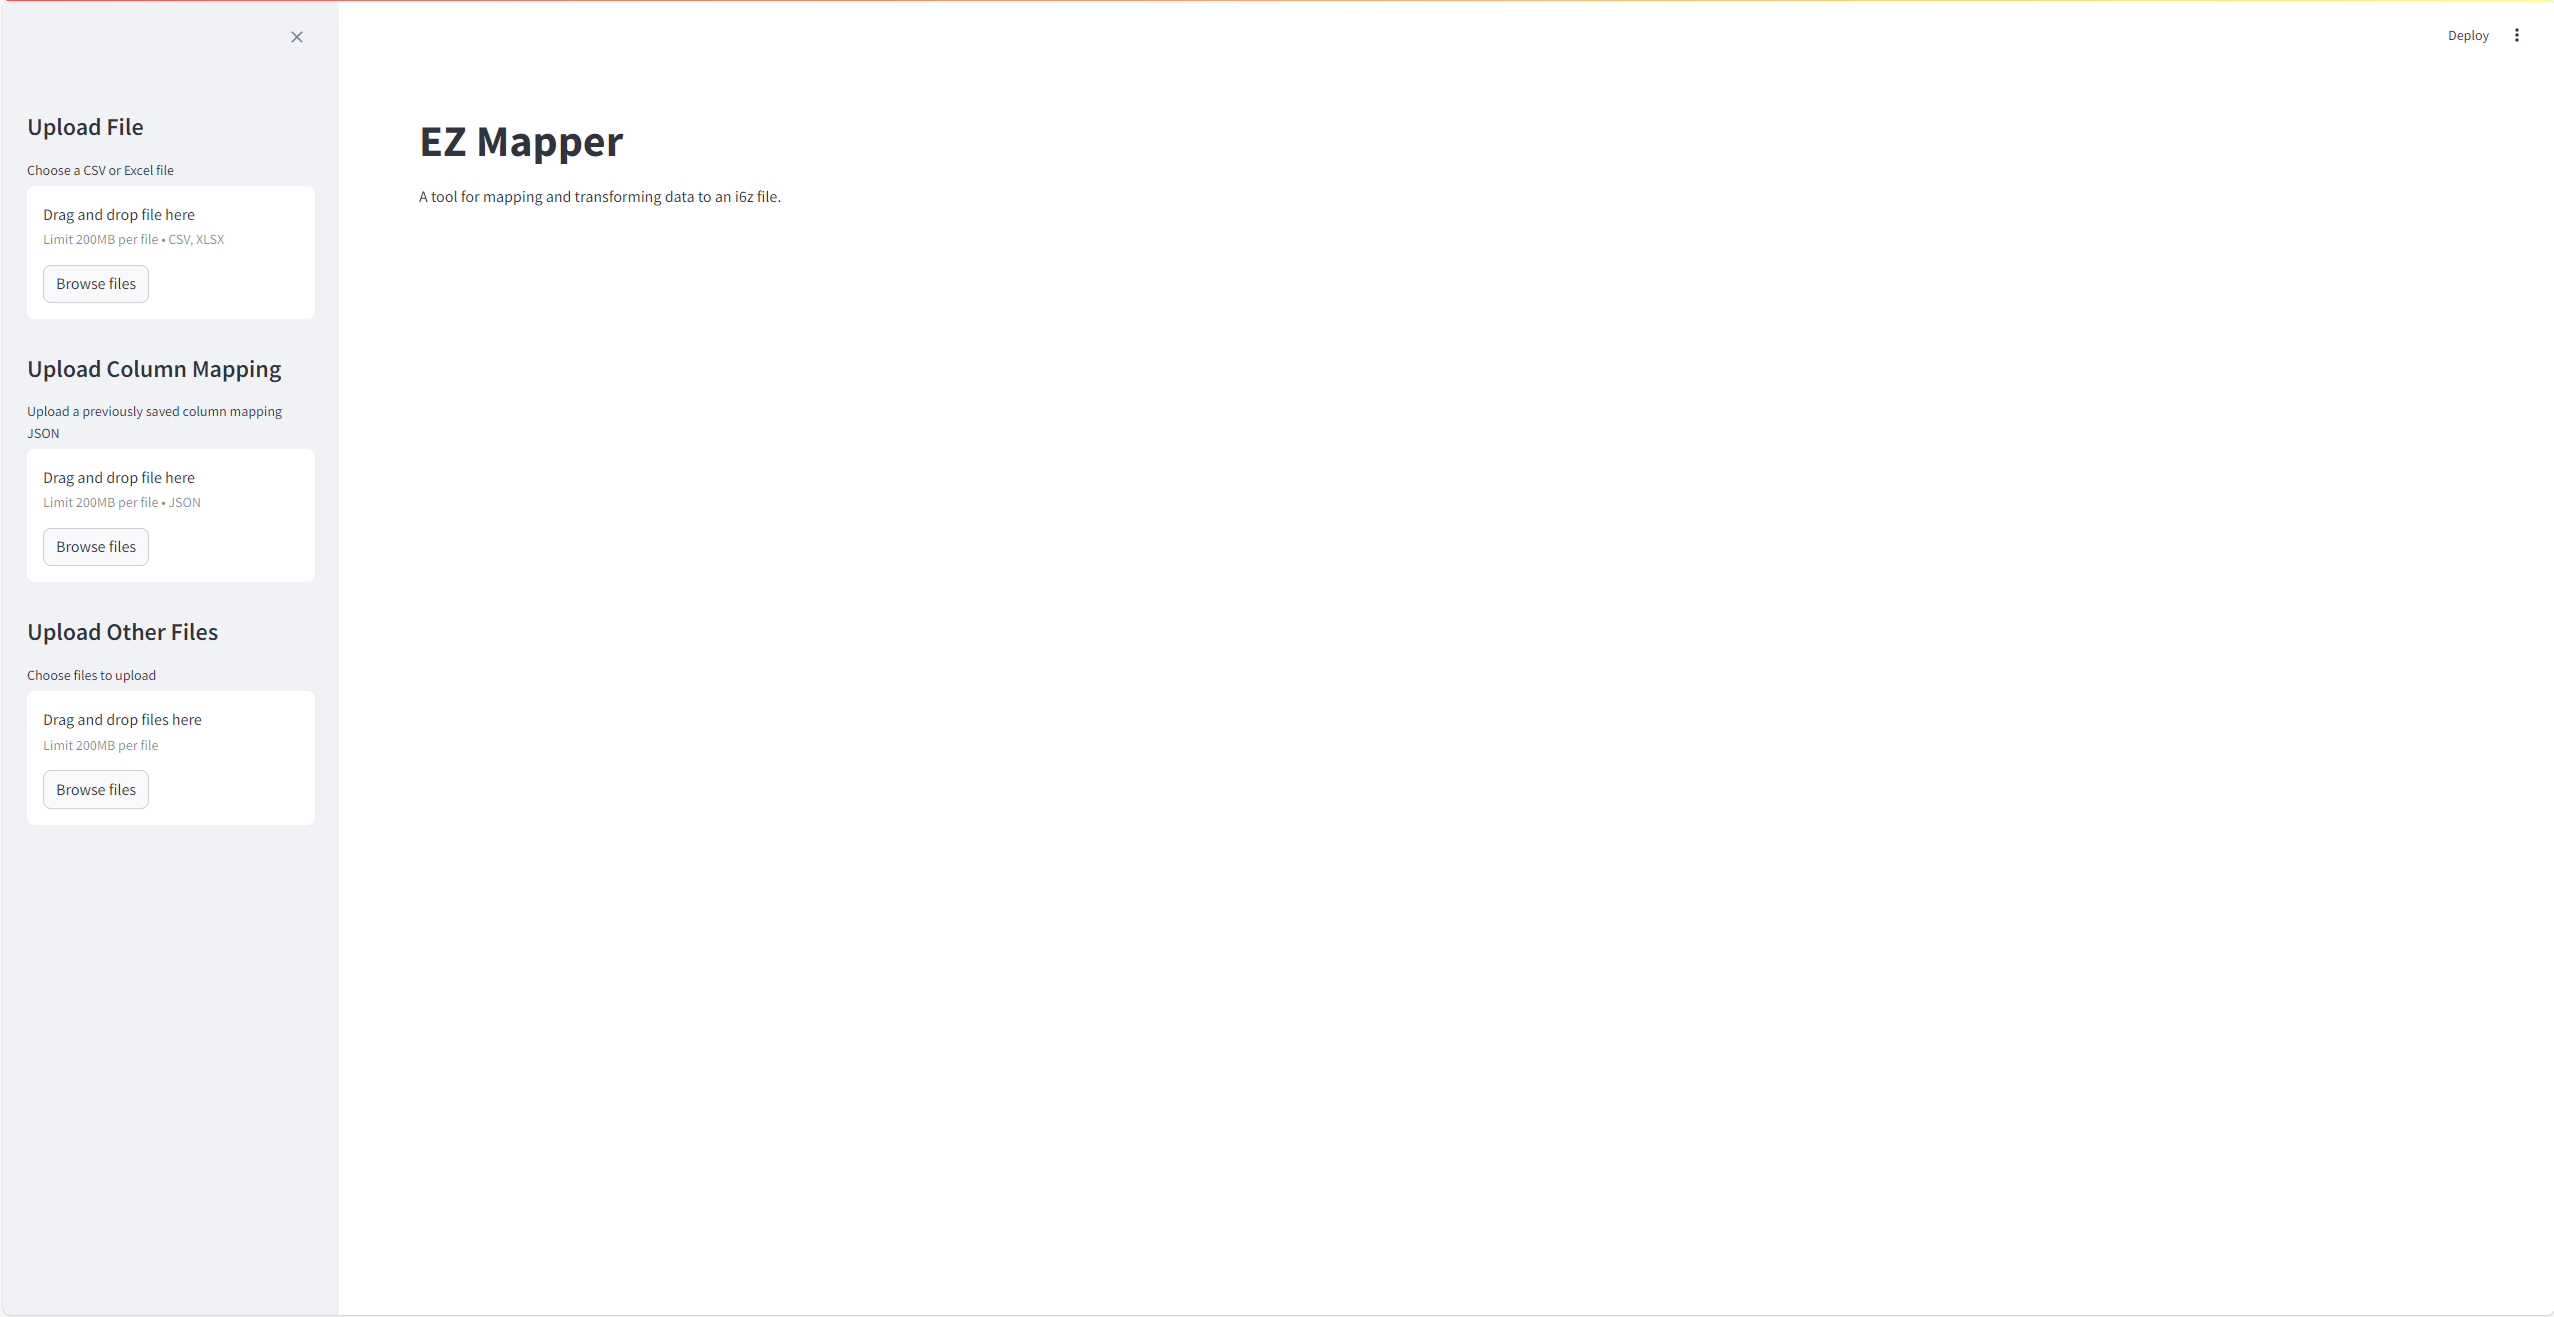 Deploy
Upload File
Choose a CSV or Excel file
Drag and drop file here
Limit 200MB per file • CSV, XLSX
Browse files
Upload Column Mapping
Upload a previously saved column mapping
JSON
Drag and drop file here
Limit 200MB per file • JSON
Browse files
Upload Other Files
Choose files to upload
Drag and drop files here
Limit 200MB per file
Browse files
EZ Mapper
A tool for mapping and transforming data to an i6z file.